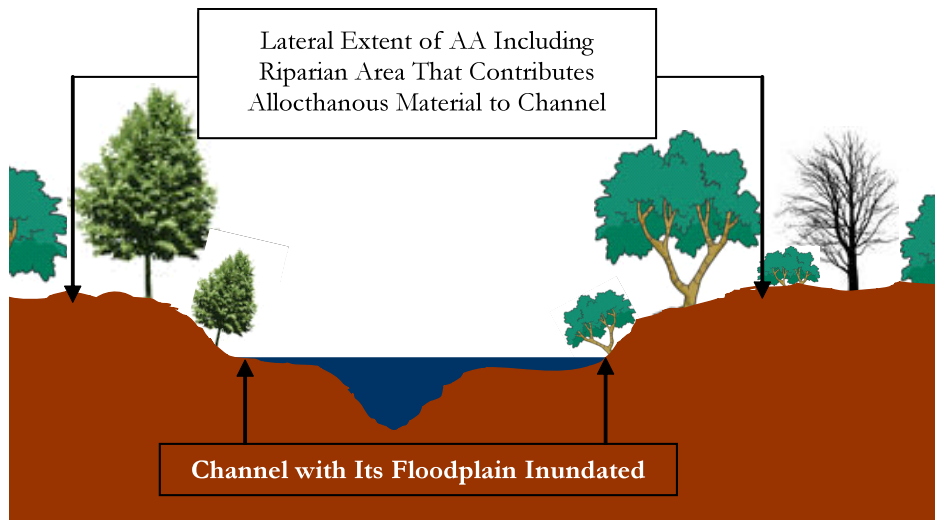 Lateral Extent of AA Including
Riparian Area That Contributes
Allocthanous Material to Channel
Channel with Its Floodplain Inundated